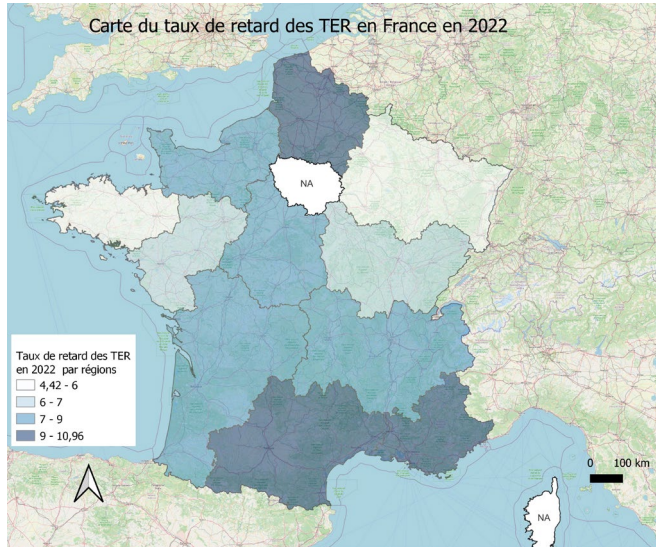 Carte du taux de retard des TER en France en 2022
NA
Taux de retard des TER
en 2022 par régions
4,42 - 6
6 - 7
7 - 9
9 - 10,96
0 100 km
NA